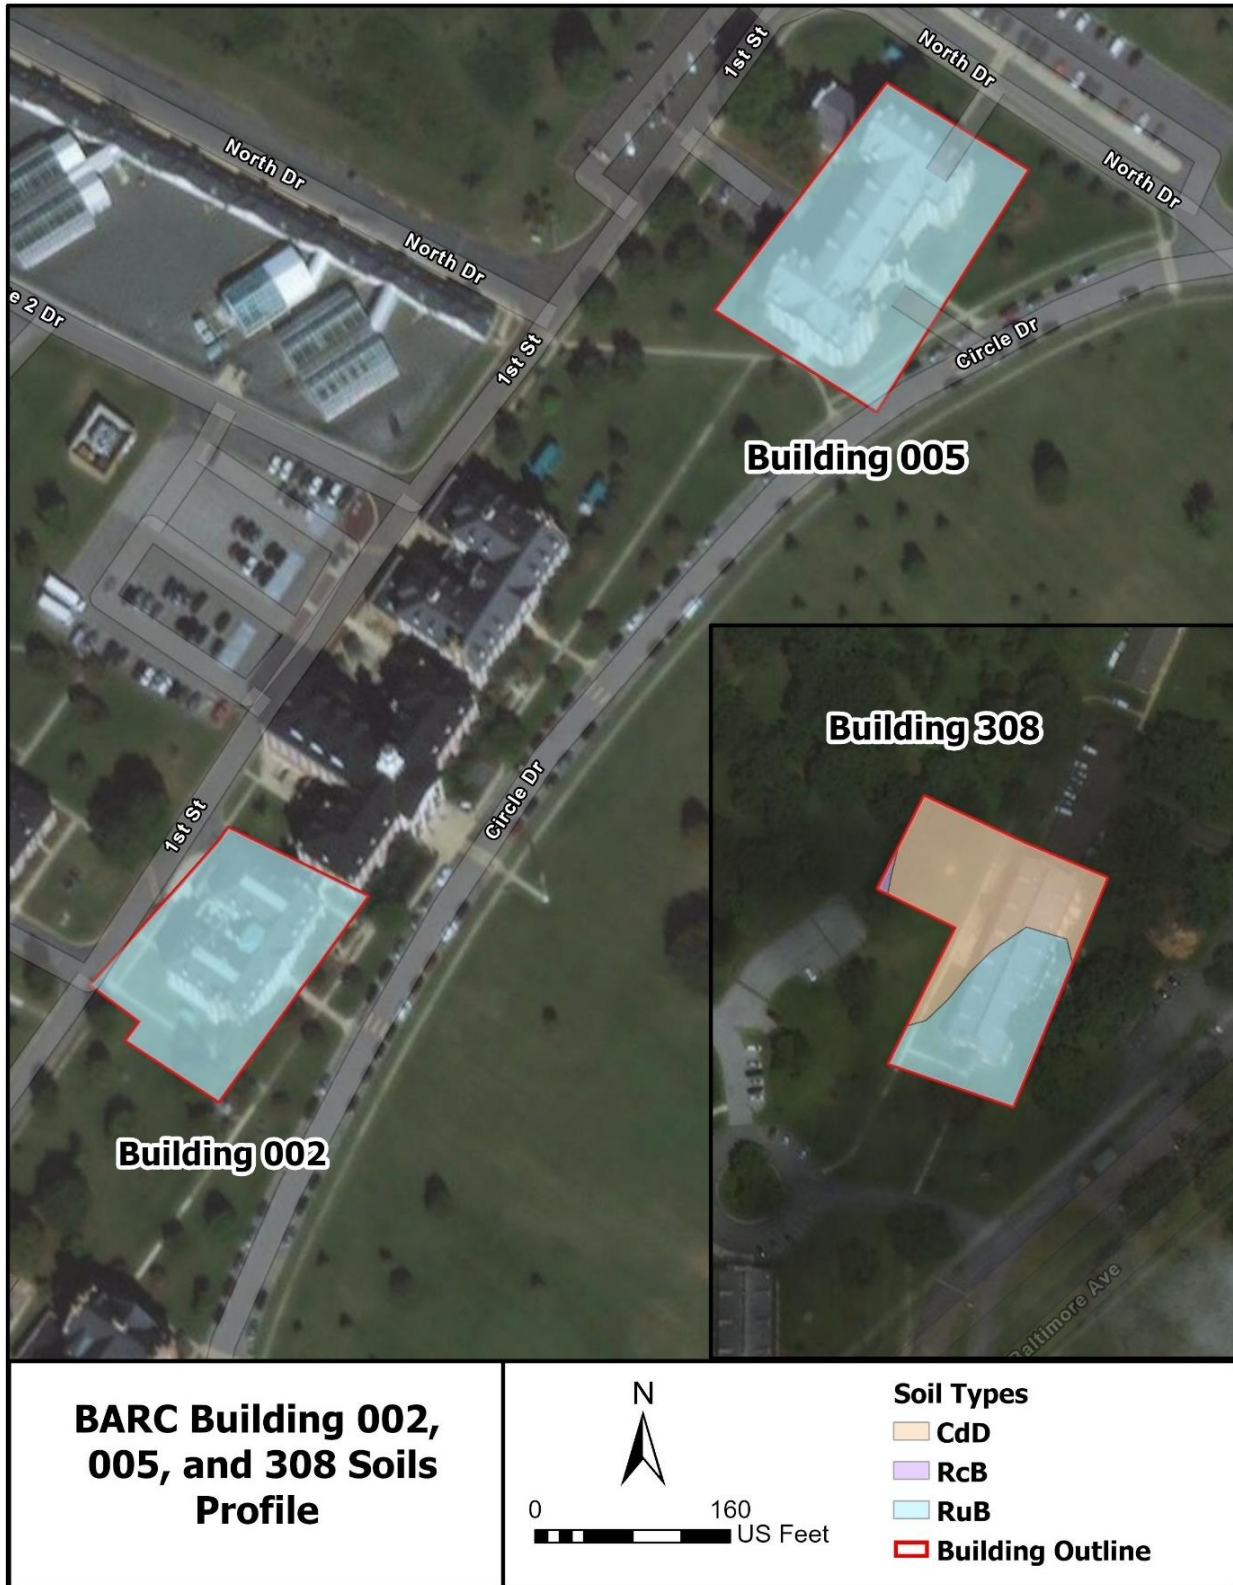 North Dr
1st St
North Dr
North Dr
North Dr
e 2 Dr
1st St
Circle Dr
Building 005
Building 308
Circle Dr
1st St
Building 002
Baltimore Ave
BARC Building 002,
005, and 308 Soils
Profile
N
0 160
US Feet
Soil Types
CdD
RcB
RuB
Building Outline